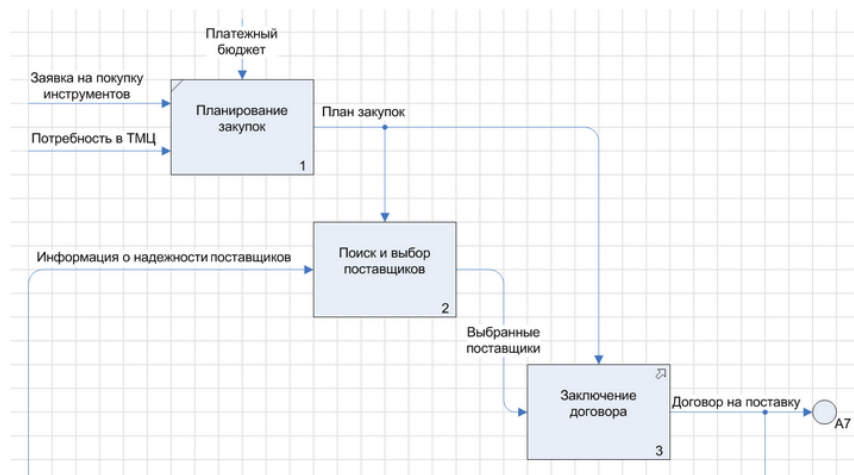 Платежный
бюджет
Заявка на покупку
инструментов
Планирование
закупок
План закупок
Потребность в ТМЦ
1
Информация о надежности поставщиков
Поиск и выбор
поставщиков
2
Выбранные
поставщики
Заключение
договора
Договор на поставку
A7
3